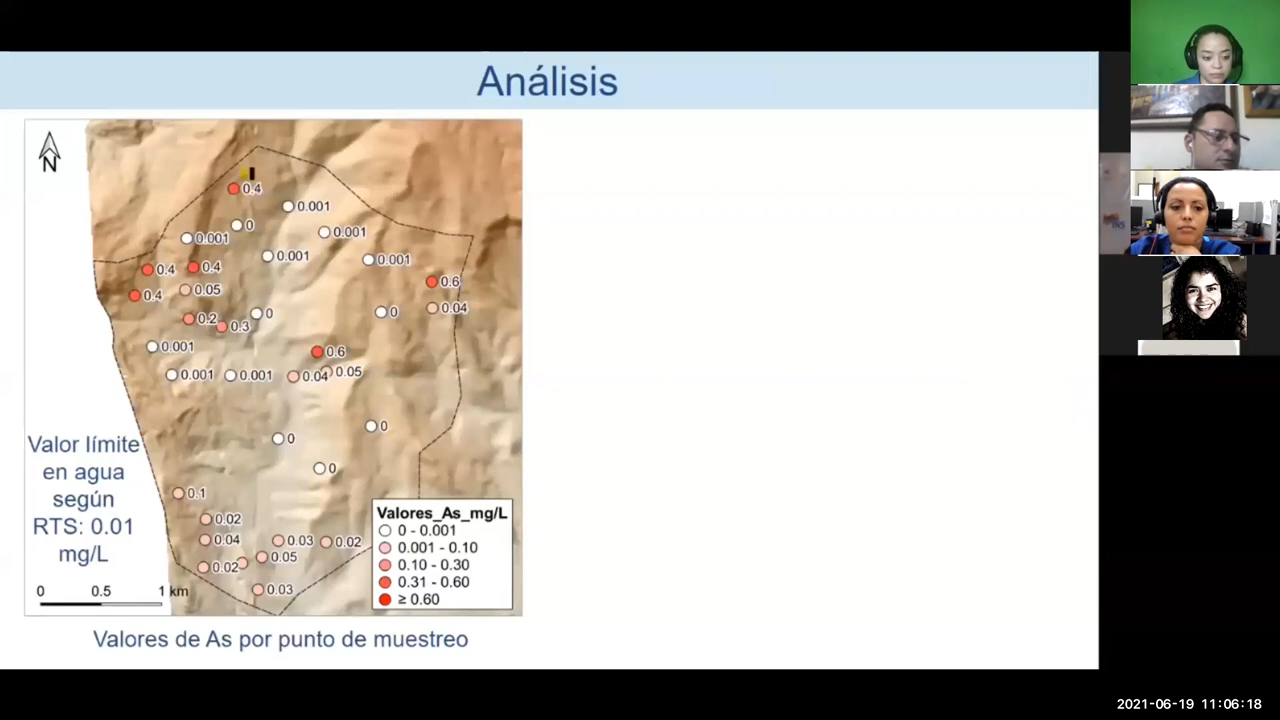 Análisis
N
0.4
0.001
0
0.001
0.001
0.001
0.001
0.4
0.4
0.6
0.05
0.4
0.04
0
0
0.2
0.3
0.001
0.6
0.001
0.001
0.04
0.05
0
0
0
0.1
0.02
0.04
0.03
0.02
0.05
0.02
0.03
Valor límite
en agua
según
RTS: 0.01
mg/L
0 0.5 1 km
Valores_As_mg/L
0 - 0.001
0.001 - 0.10
0.10 - 0.30
0.31 - 0.60
≥ 0.60
Valores de As por punto de muestreo
2021-06-19 11:06:18